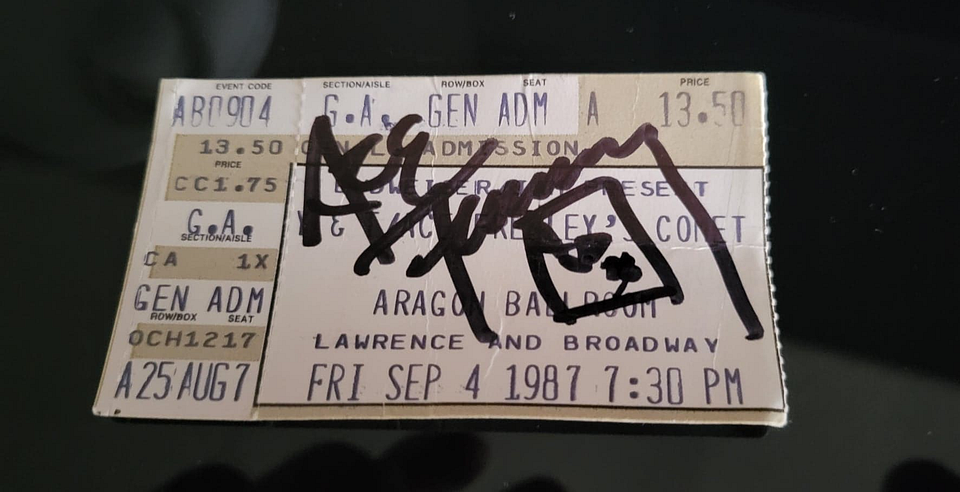 EVENT CODE SECTION/AISLE ROW/BOX SEAT PRICE
AB0904 G.A. GEN ADM A 13.50
13.50 ADMISSION
PRICE
CC1.75
G.A. & COMET
SECTION/AISLE
CA 1X
GEN ADM ARAGON BALLROOM
ROW/BOX SEAT
OCH1217 LAWRENCE AND BROADWAY
A25AUG7 FRI SEP 4 1987 7:30 PM
Ace Frehley